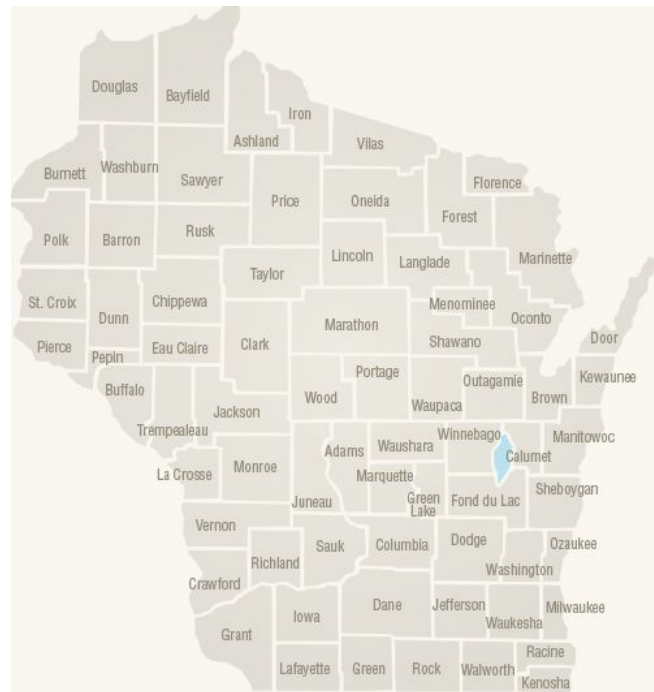 Douglas
Bayfield
Iron
Ashland
Vilas
Burnett
Washburn
Sawyer
Price
Oneida
Florence
Forest
Polk
Barron
Rusk
Lincoln
Langlade
Marinette
Taylor
St. Croix
Dunn
Chippewa
Menominee
Oconto
Marathon
Door
Pierce
Pepin
Eau Claire
Clark
Shawano
Portage
Outagamie
Kewaunee
Buffalo
Wood
Waupaca
Brown
Trempealeau
Jackson
Winnebago
Manitowoc
Adams
Waushara
Calumet
La Crosse
Monroe
Marquette
Sheboygan
Juneau
Green
Lake
Fond du Lac
Vernon
Sauk
Columbia
Dodge
Ozaukee
Richland
Washington
Crawford
Iowa
Dane
Jefferson
Milwaukee
Waukesha
Grant
Racine
Lafayette
Green
Rock
Walworth
Kenosha